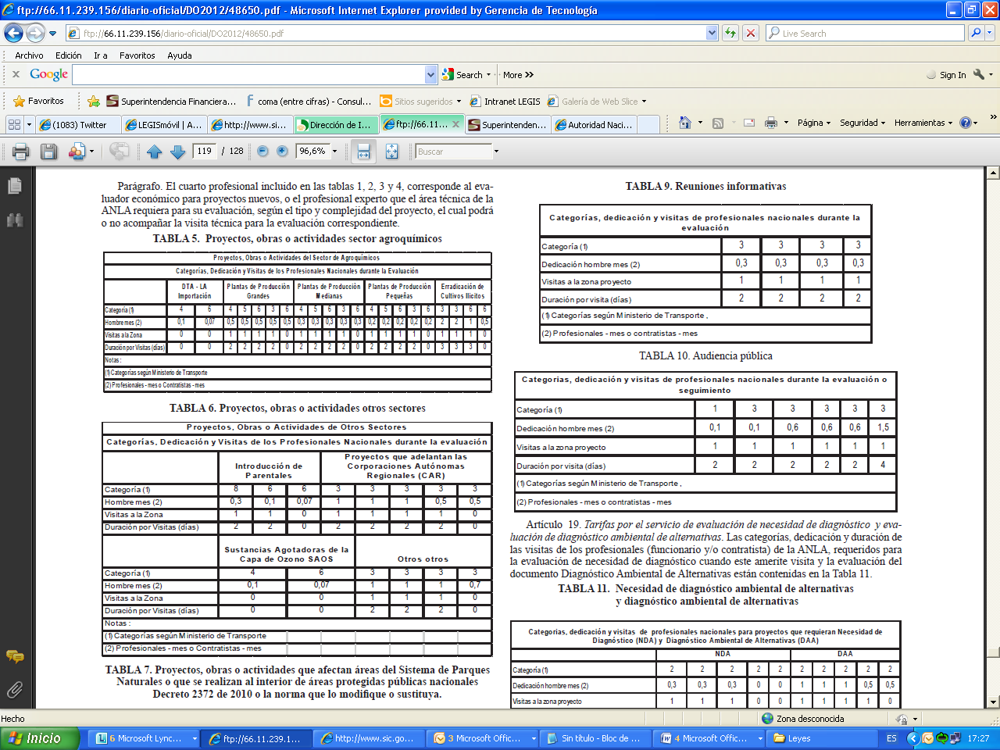 ftp://66.11.239.156/diario-oficial/DO2012/48650.pdf - Microsoft Internet Explorer provided by Gerencia de Tecnología
ftp://66.11.239.156/diario-oficial/DO2012/48650.pdf
Live Search
Archivo Edición Ir a Favoritos Ayuda
x Google Search More >> Sign In
Favoritos Superintendencia Financiera... coma (entre cifras) - Consul... Sitios sugeridos Intranet LEGIS Galería de Web Slice
(1083) Twitter LEGISmóvil | A... http://www.si... Dirección de I... ftp://66.11.... Superintenden... Autoridad Naci... Página Seguridad Herramientas
119 / 128 96,6% Buscar
Parágrafo. El cuarto profesional incluido en las tablas 1, 2, 3 y 4, corresponde al eva-
luador económico para proyectos nuevos, o el profesional experto que el área técnica de la
ANLA requiera para su evaluación, según el tipo y complejidad del proyecto, el cual podrá
o no acompañar la visita técnica para la evaluación correspondiente.
TABLA 5. Proyectos, obras o actividades sector agroquímicos
Proyectos, Obras o Actividades del Sector de Agroquímicos
Categorías, Dedicación y Visitas de los Profesionales Nacionales durante la Evaluación
DTA - LA Importación Plantas de Producción Grandes Plantas de Producción Medianas Plantas de Producción Pequeñas Erradicación de Cultivos Ilícitos
Categoría (1) 4 6 4 5 6 3 6 4 5 6 3 6 4 5 6 3 6 3 3 6 6
Hombre mes (2) 0,1 0,07 0,5 0,5 0,5 0,5 0,5 0,3 0,3 0,3 0,3 0,3 0,2 0,2 0,2 0,2 0,2 2 2 1 0,5
Visitas a la Zona 0 0 1 1 1 1 0 1 1 1 1 0 1 1 1 1 0 1 1 1 0
Duración por Visitas (días) 0 0 2 2 2 2 0 2 2 2 2 0 2 2 2 2 0 3 3 3 0
Notas :
(1) Categorías según Ministerio de Transporte
(2) Profesionales - mes o Contratistas - mes
TABLA 6. Proyectos, obras o actividades otros sectores
Proyectos, Obras o Actividades de Otros Sectores
Categorías, Dedicación y Visitas de los Profesionales Nacionales durante la evaluación
Introducción de Parentales Proyectos que adelantan las Corporaciones Autónomas Regionales (CAR)
Categoría (1) 8 6 6 3 3 3 3 3
Hombre mes (2) 0,3 0,1 0,07 1 1 1 0,5 0,5
Visitas a la Zona 1 1 0 1 1 1 1 0
Duración por Visitas (días) 2 2 0 2 2 2 2 0
Sustancias Agotadoras de la Capa de Ozono SAOS Otros otros
Categoría (1) 4 6 3 3 3 3
Hombre mes (2) 0,1 0,07 1 1 1 0,7
Visitas a la Zona 0 0 1 1 1 0
Duración por Visitas (días) 0 0 2 2 2 0
Notas :
(1) Categorías según Ministerio de Transporte
(2) Profesionales - mes o Contratistas - mes
TABLA 7. Proyectos, obras o actividades que afectan áreas del Sistema de Parques
Naturales o que se realizan al interior de áreas protegidas públicas nacionales
Decreto 2372 de 2010 o la norma que lo modifique o sustituya.
TABLA 9. Reuniones informativas
Categorías, dedicación y visitas de profesionales nacionales durante la
evaluación
Categoría (1) 3 3 3 3
Dedicación hombre mes (2) 0,3 0,3 0,3 0,3
Visitas a la zona proyecto 1 1 1 1
Duración por visita (días) 2 2 2 2
(1) Categorías según Ministerio de Transporte ,
(2) Profesionales - mes o contratistas - mes
TABLA 10. Audiencia pública
Categorías, dedicación y visitas de profesionales nacionales durante la evaluación o
seguimiento
Categoría (1) 1 3 3 3 3 3
Dedicación hombre mes (2) 0,1 0,1 0,6 0,6 0,6 1,5
Visitas a la zona proyecto 1 1 1 1 1 1
Duración por visita (días) 2 2 2 2 2 4
(1) Categorías según Ministerio de Transporte ,
(2) Profesionales - mes o contratistas - mes
Artículo 19. Tarifas por el servicio de evaluación de necesidad de diagnóstico y eva-
luación de diagnóstico ambiental de alternativas. Las categorías, dedicación y duración de
las visitas de los profesionales (funcionario y/o contratista) de la ANLA, requeridos para
la evaluación de necesidad de diagnóstico cuando este amerite visita y la evaluación del
documento Diagnóstico Ambiental de Alternativas están contenidas en la Tabla 11.
TABLA 11. Necesidad de diagnóstico ambiental de alternativas
y diagnóstico ambiental de alternativas
Categorías, dedicación y visitas de profesionales nacionales para proyectos que requieran Necesidad de
Diagnóstico (NDA) y Diagnóstico Ambiental de Alternativas (DAA)
NDA DAA
Categoría (1) 2 2 2 2 2 2 2 2 2 2
Dedicación hombre mes (2) 0,3 0,3 0,3 0 0 1 1 1 0,5 0,5
Visitas a la zona proyecto 1 1 1 0 0 1 1 1 1 0
Hecho Zona desconocida
Inicio 6 Microsoft Lync... ftp://66.11.239.1... http://www.sic.go... 3 Microsoft Offic... Sin título - Bloc de ... 4 Microsoft Offic... Leyes ES 17:27